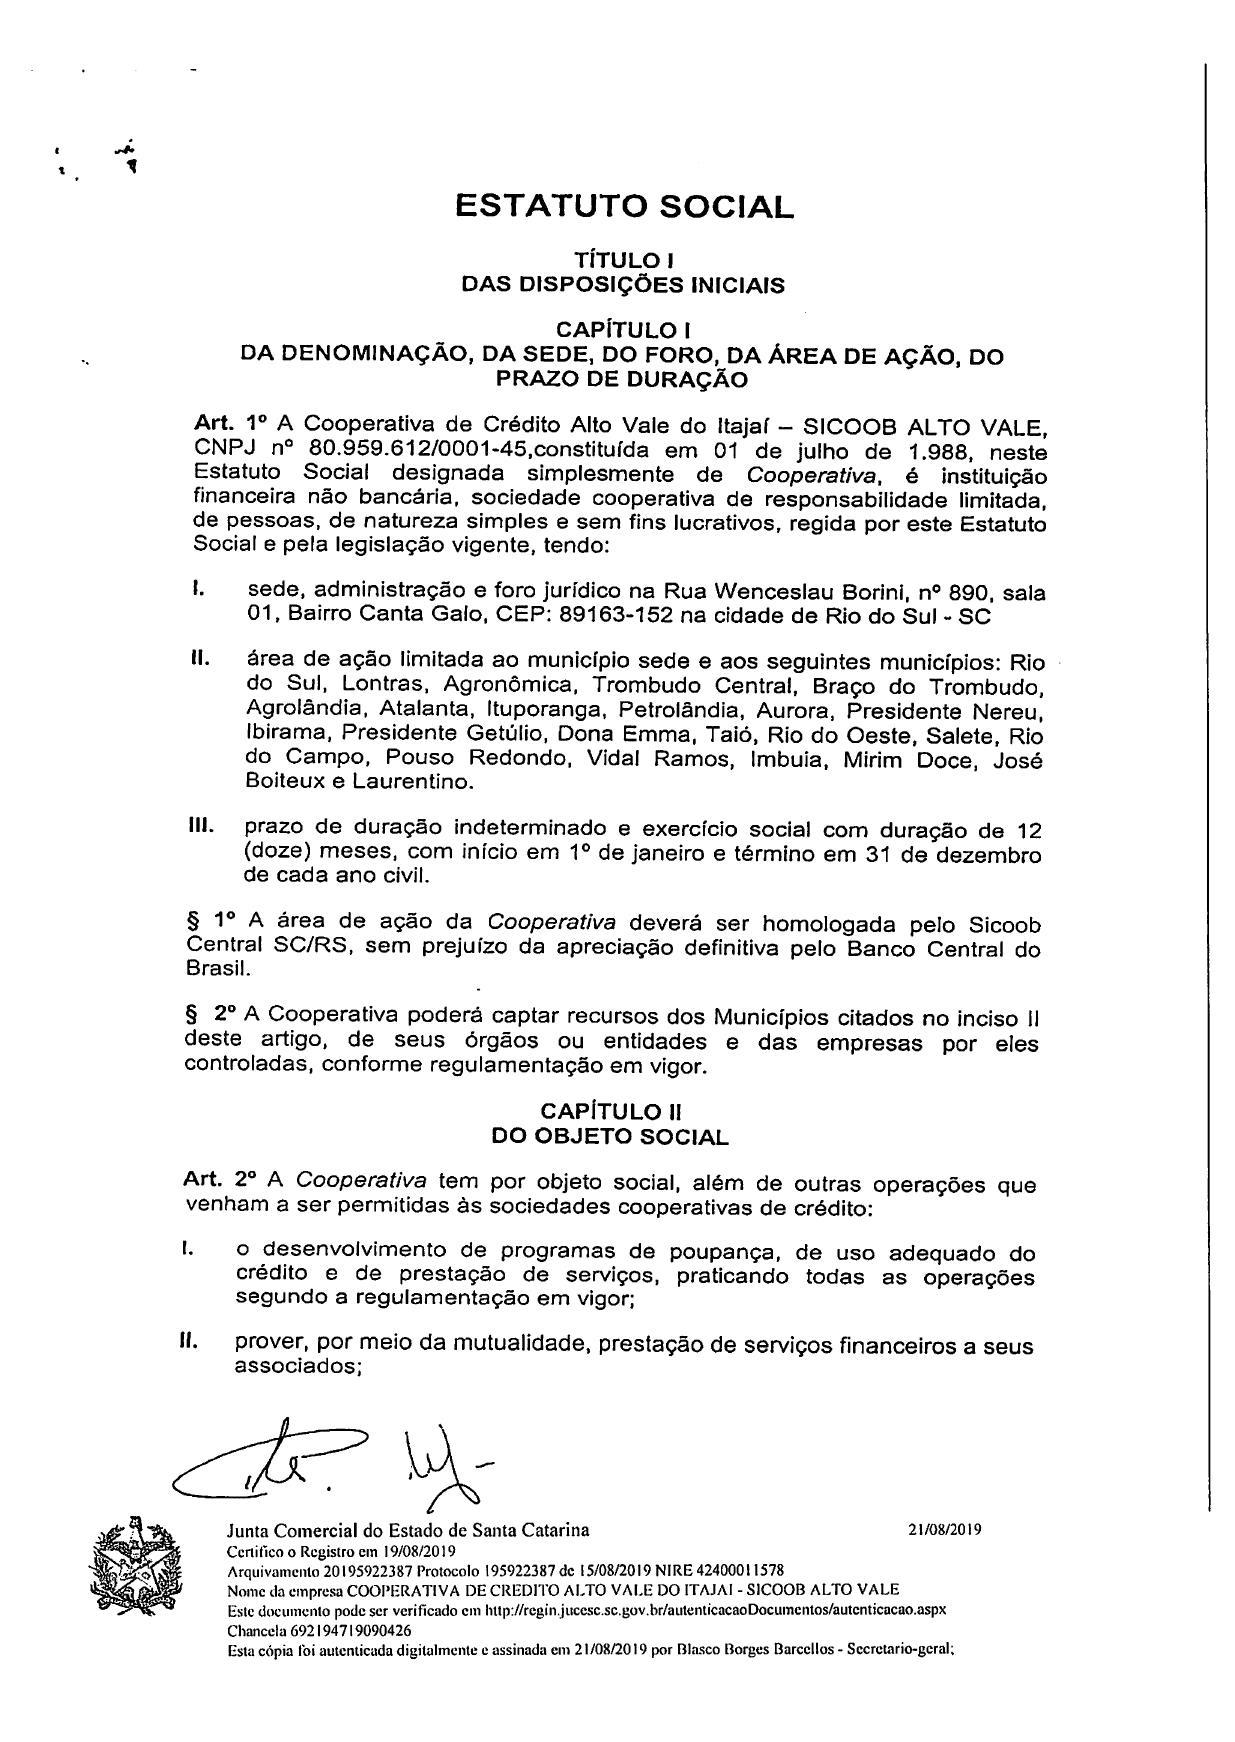 ESTATUTO SOCIAL
TÍTULO I
DAS DISPOSIÇÕES INICIAIS
CAPÍTULO I
DA DENOMINAÇÃO, DA SEDE, DO FORO, DA ÁREA DE AÇÃO, DO
PRAZO DE DURAÇÃO
Art. 1º A Cooperativa de Crédito Alto Vale do Itajaí – SICOOB ALTO VALE,
CNPJ nº 80.959.612/0001-45,constituída em 01 de julho de 1.988, neste
Estatuto Social designada simplesmente de Cooperativa, é instituição
financeira não bancária, sociedade cooperativa de responsabilidade limitada,
de pessoas, de natureza simples e sem fins lucrativos, regida por este Estatuto
Social e pela legislação vigente, tendo:
I. sede, administração e foro jurídico na Rua Wenceslau Borini, nº 890, sala
01, Bairro Canta Galo, CEP: 89163-152 na cidade de Rio do Sul - SC
II. área de ação limitada ao município sede e aos seguintes municípios: Rio
do Sul, Lontras, Agronômica, Trombudo Central, Braço do Trombudo,
Agrolândia, Atalanta, Ituporanga, Petrolândia, Aurora, Presidente Nereu,
Ibirama, Presidente Getúlio, Dona Emma, Taió, Rio do Oeste, Salete, Rio
do Campo, Pouso Redondo, Vidal Ramos, Imbuia, Mirim Doce, José
Boiteux e Laurentino.
III. prazo de duração indeterminado e exercício social com duração de 12
(doze) meses, com início em 1º de janeiro e término em 31 de dezembro
de cada ano civil.
§ 1º A área de ação da Cooperativa deverá ser homologada pelo Sicoob
Central SC/RS, sem prejuízo da apreciação definitiva pelo Banco Central do
Brasil.
§ 2º A Cooperativa poderá captar recursos dos Municípios citados no inciso II
deste artigo, de seus órgãos ou entidades e das empresas por eles
controladas, conforme regulamentação em vigor.
CAPÍTULO II
DO OBJETO SOCIAL
Art. 2º A Cooperativa tem por objeto social, além de outras operações que
venham a ser permitidas às sociedades cooperativas de crédito:
I. o desenvolvimento de programas de poupança, de uso adequado do
crédito e de prestação de serviços, praticando todas as operações
segundo a regulamentação em vigor;
II. prover, por meio da mutualidade, prestação de serviços financeiros a seus
associados;
Junta Comercial do Estado de Santa Catarina 21/08/2019
Certifico o Registro em 19/08/2019
Arquivamento 20195922387 Protocolo 195922387 de 15/08/2019 NIRE 42400011578
Nome da empresa COOPERATIVA DE CREDITO ALTO VALE DO ITAJAI - SICOOB ALTO VALE
Este documento pode ser verificado em http://regin.jucesc.sc.gov.br/autenticacaoDocumentos/autenticacao.aspx
Chancela 692194719090426
Esta cópia foi autenticada digitalmente e assinada em 21/08/2019 por Blasco Borges Barcellos - Secretario-geral;